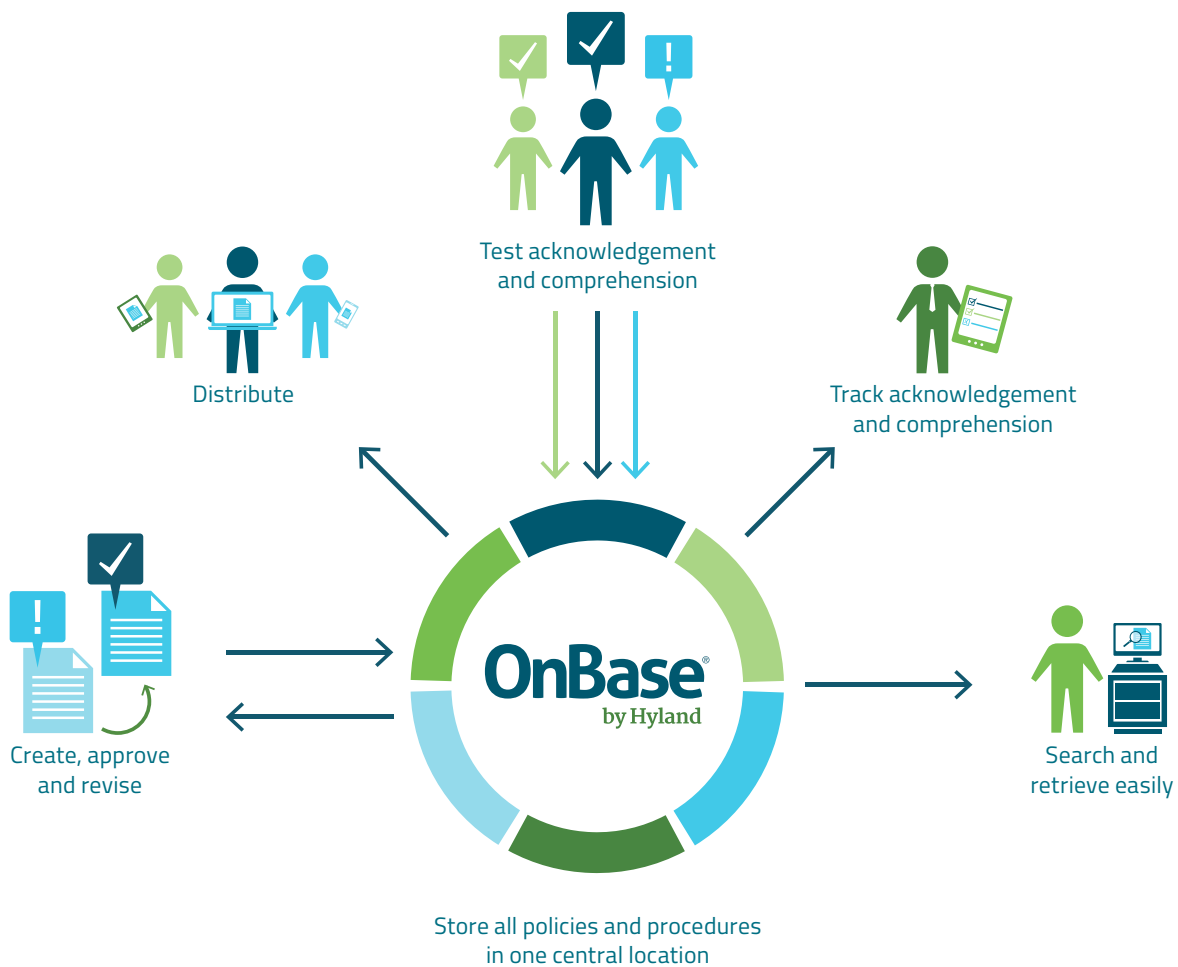 Test acknowledgement
and comprehension
Distribute
Track acknowledgement
and comprehension
Create, approve
and revise
OnBase®
by Hyland
Search and
retrieve easily
Store all policies and procedures
in one central location